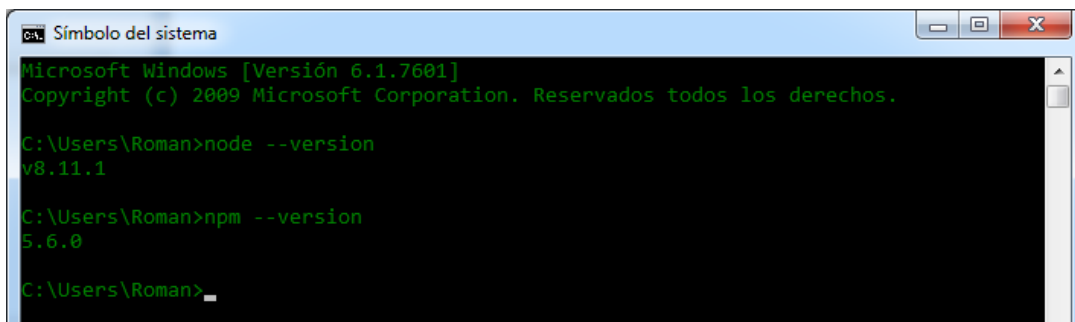 Símbolo del sistema
Microsoft Windows [Versión 6.1.7601]
Copyright (c) 2009 Microsoft Corporation. Reservados todos los derechos.
C:\Users\Roman>node --version
v8.11.1
C:\Users\Roman>npm --version
5.6.0
C:\Users\Roman>